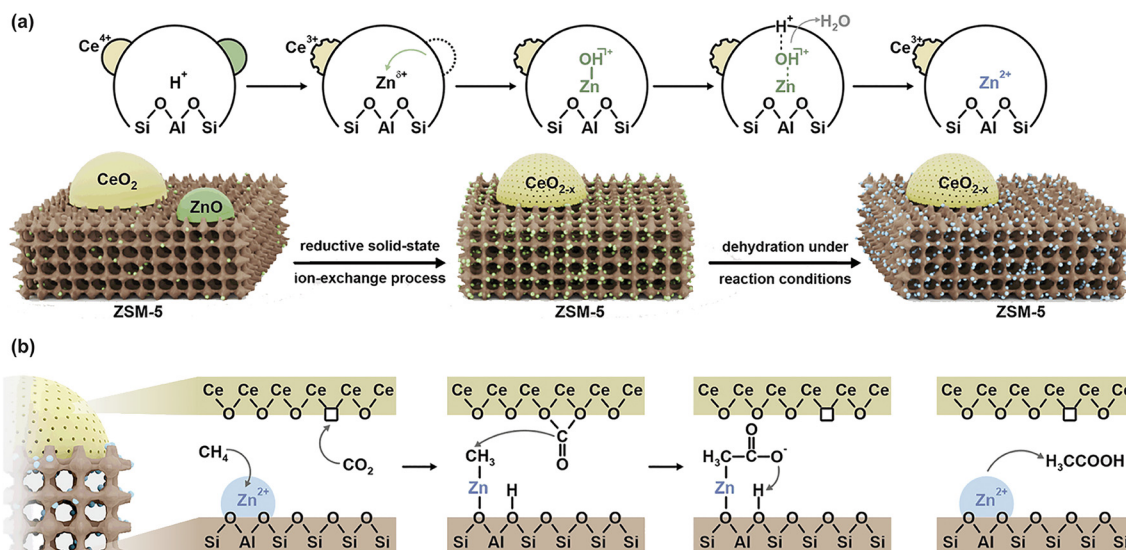 (a)
Ce⁴⁺
H⁺
O O
Si Al Si
Ce³⁺
Zn^δ+
O O
Si Al Si
OH⁺
Zn
O O
Si Al Si
H⁺
H₂O
OH⁺
Zn
O O
Si Al Si
Ce³⁺
Zn²⁺
O O
Si Al Si
CeO₂
ZnO
ZSM-5
reductive solid-state
ion-exchange process
CeO₂₋ₓ
ZSM-5
dehydration under
reaction conditions
CeO₂₋ₓ
ZSM-5
(b)
Ce Ce Ce Ce Ce Ce
O O O O
CH₄
CO₂
Zn²⁺
O O O O O
Si Al Si Si Si Si
Ce Ce Ce Ce Ce Ce
O O O O O
C
O
CH₃
Zn
H
O O O O O
Si Al Si Si Si Si
Ce Ce Ce Ce Ce Ce
O O O O
O
H₃C C O⁻
Zn
H
O O O O O
Si Al Si Si Si Si
Ce Ce Ce Ce Ce Ce
O O O O
Zn²⁺
H₃CCOOH
O O O O O
Si Al Si Si Si Si